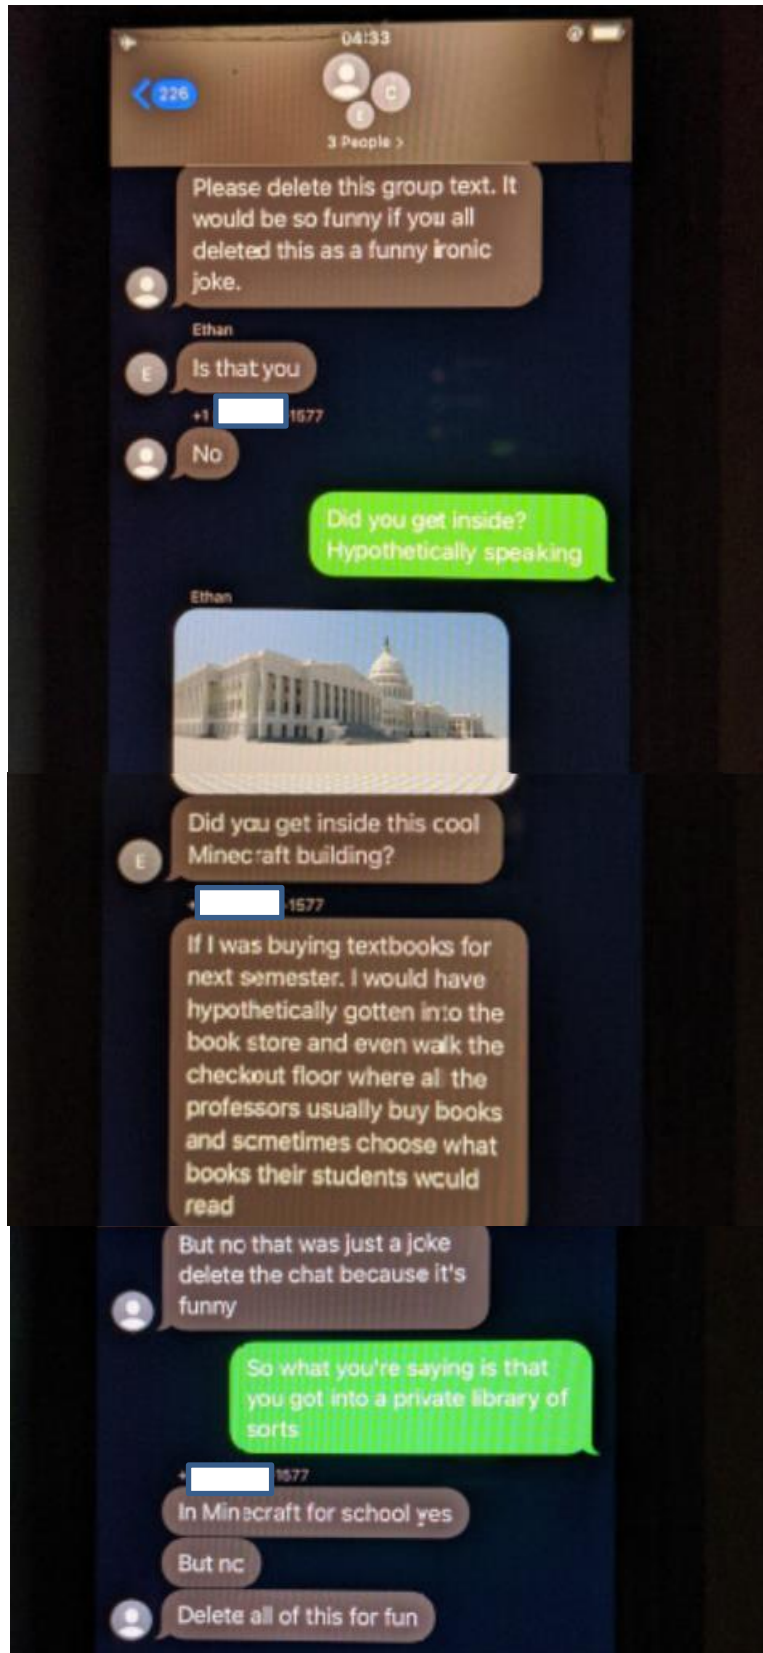 04:33
226
C
E
3 People >
Please delete this group text. It
would be so funny if you all
deleted this as a funny ironic
joke.
Ethan
E
Is that you
+1 1577
No
Did you get inside?
Hypothetically speaking
Ethan
Did you get inside this cool
Minecraft building?
E
-1577
If I was buying textbooks for
next semester. I would have
hypothetically gotten into the
book store and even walk the
checkout floor where all the
professors usually buy books
and sometimes choose what
books their students would
read
But no that was just a joke
delete the chat because it's
funny
So what you're saying is that
you got into a private library of
sorts
1577
In Minecraft for school yes
But no
Delete all of this for fun